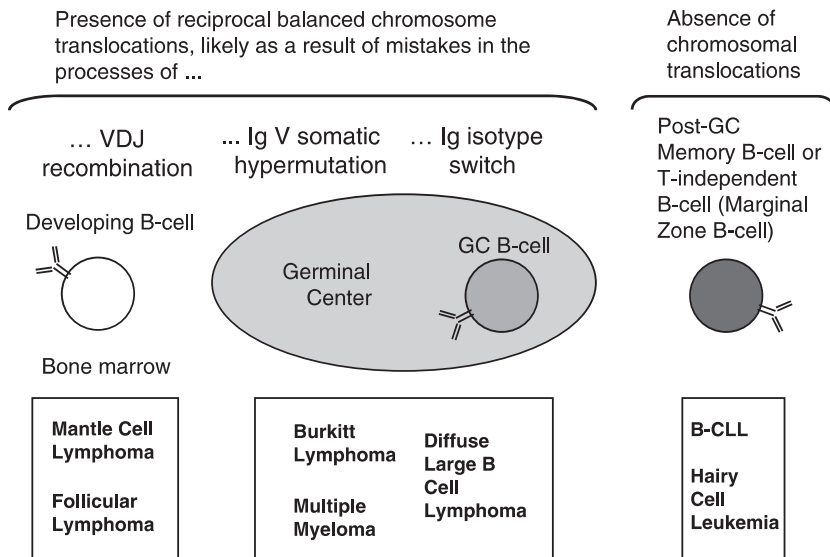 Presence of reciprocal balanced chromosome
translocations, likely as a result of mistakes in the
processes of ...
Absence of
chromosomal
translocations
... VDJ
recombination
... Ig V somatic
hypermutation
... Ig isotype
switch
Post-GC
Memory B-cell or
T-independent
B-cell (Marginal
Zone B-cell)
Developing B-cell
Germinal
Center
GC B-cell
Bone marrow
Mantle Cell
Lymphoma
Follicular
Lymphoma
Burkitt
Lymphoma
Multiple
Myeloma
Diffuse
Large B
Cell
Lymphoma
B-CLL
Hairy
Cell
Leukemia